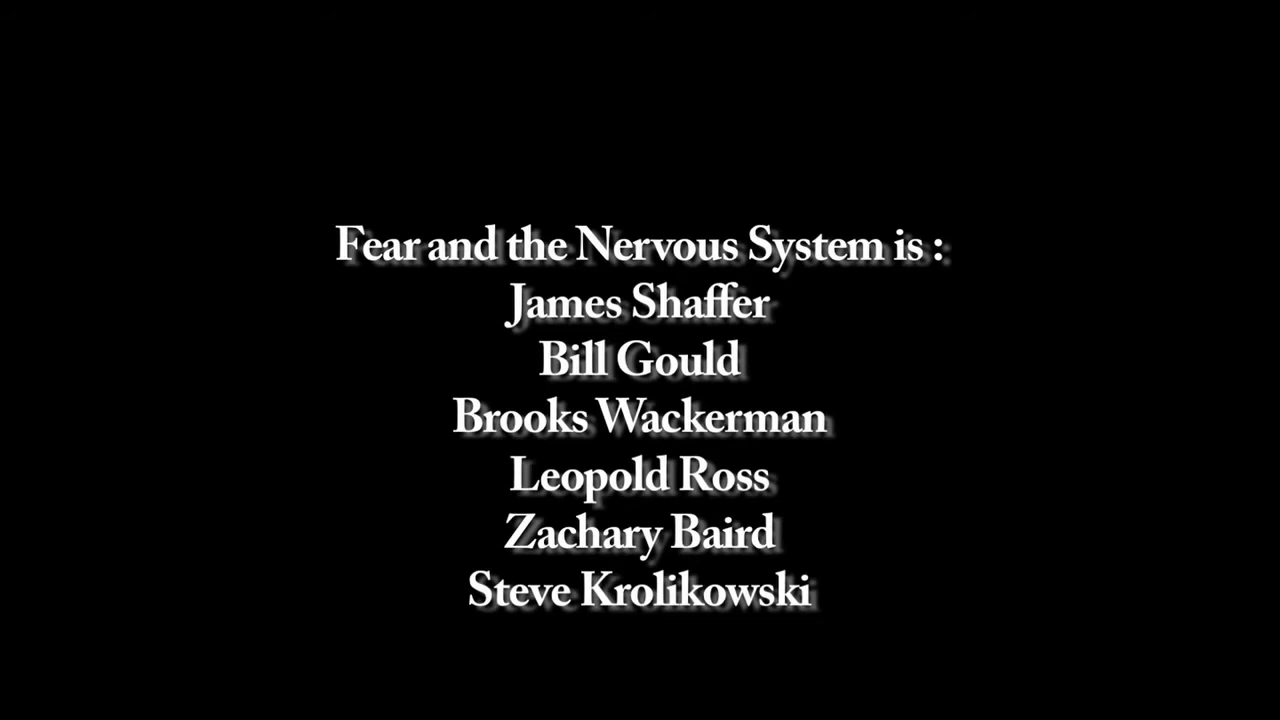 Fear and the Nervous System is :
James Shaffer
Bill Gould
Brooks Wackerman
Leopold Ross
Zachary Baird
Steve Krolikowski